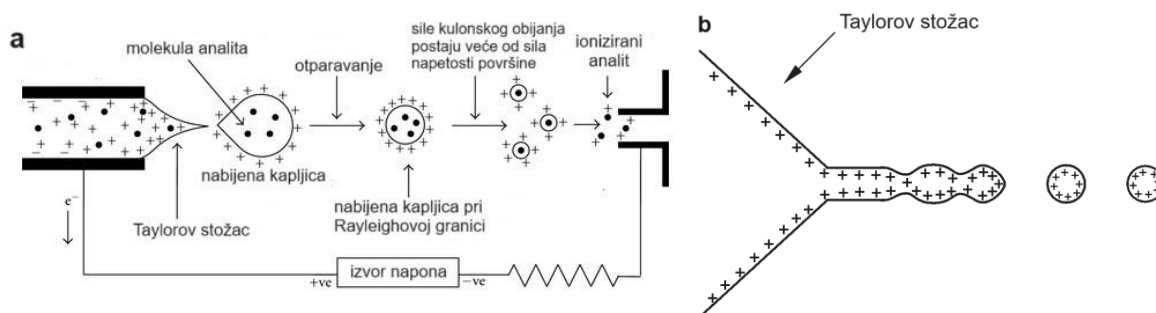 a
molekula analita
otparavanje
sile kulonskog obijanja
postaju veće od sila
napetosti površine
ionizirani
analit
nabijena kapljica
e⁻
Taylorov stožac
nabijena kapljica pri
Rayleighovoj granici
+ve
izvor napona
−ve
b
Taylorov stožac